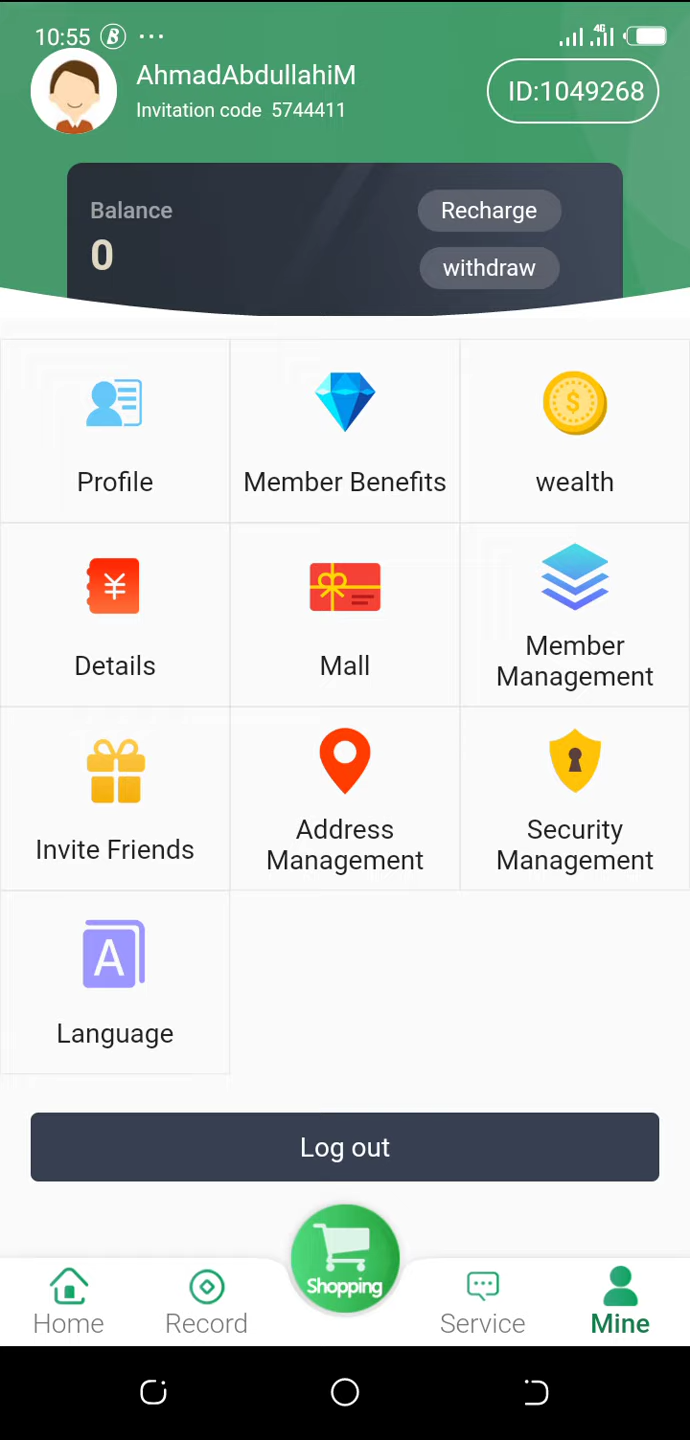 10:55
4G
AhmadAbdullahiM
Invitation code 5744411
ID:1049268
Balance
0
Recharge
withdraw
Profile
Member Benefits
wealth
Details
Mall
Member
Management
Invite Friends
Address
Management
Security
Management
Language
Log out
Shopping
Home
Record
Service
Mine